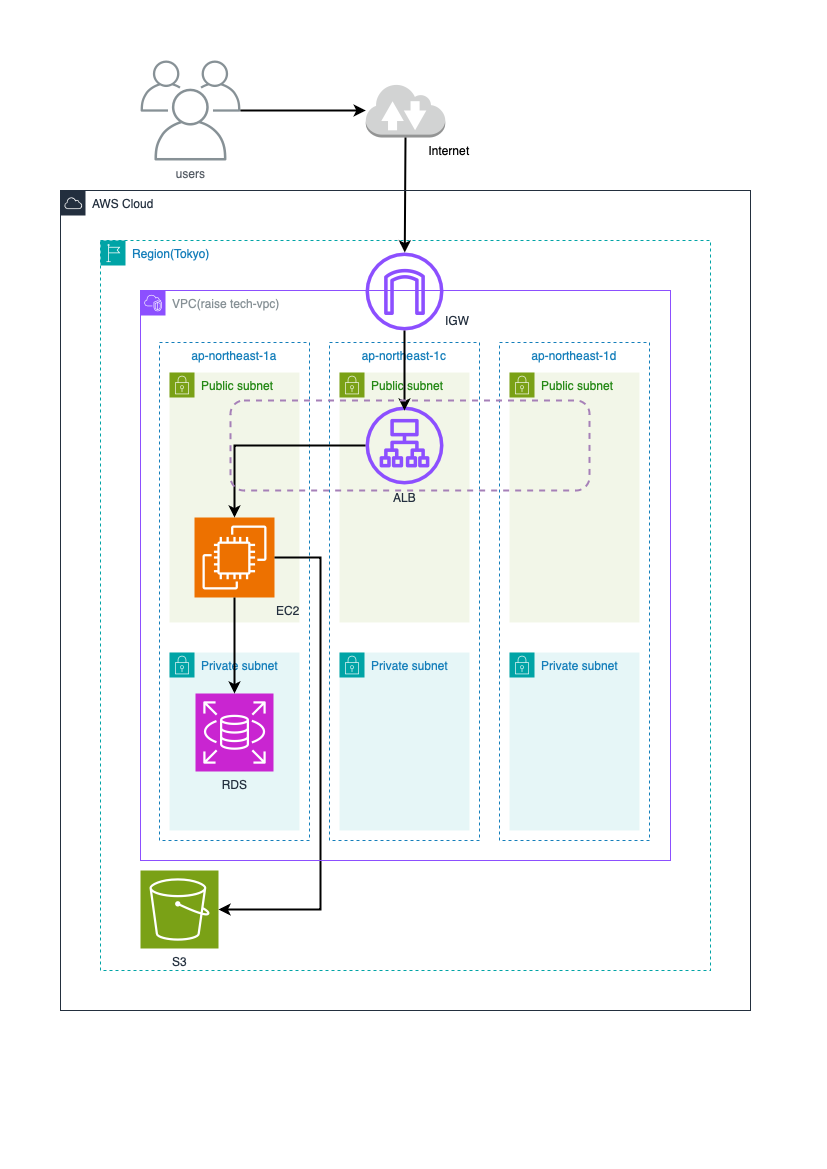 users
Internet
AWS Cloud
Region(Tokyo)
VPC(raise tech-vpc)
IGW
ap-northeast-1a
ap-northeast-1c
ap-northeast-1d
Public subnet
Public subnet
Public subnet
ALB
EC2
Private subnet
Private subnet
Private subnet
RDS
S3